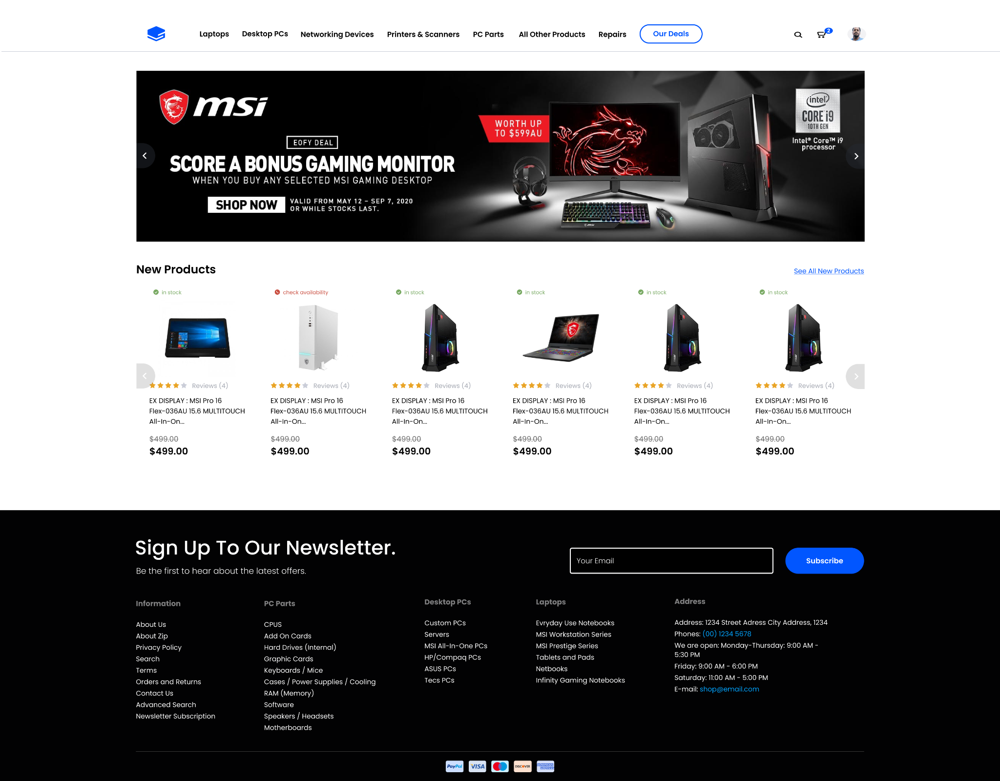 Laptops
Desktop PCs
Networking Devices
Printers & Scanners
PC Parts
All Other Products
Repairs
Our Deals
2
msi
EOFY DEAL
SCORE A BONUS GAMING MONITOR
WHEN YOU BUY ANY SELECTED MSI GAMING DESKTOP
SHOP NOW
VALID FROM MAY 12 – SEP 7, 2020
OR WHILE STOCKS LAST.
WORTH UP
TO $599AU
msi
msi
intel
CORE i9
10TH GEN
Intel® Core™ i9
processor
New Products
See All New Products
in stock
Reviews (4)
EX DISPLAY : MSI Pro 16
Flex-036AU 15.6 MULTITOUCH
All-In-On...
$499.00
$499.00
check availability
Reviews (4)
EX DISPLAY : MSI Pro 16
Flex-036AU 15.6 MULTITOUCH
All-In-On...
$499.00
$499.00
in stock
msi
Reviews (4)
EX DISPLAY : MSI Pro 16
Flex-036AU 15.6 MULTITOUCH
All-In-On...
$499.00
$499.00
in stock
Reviews (4)
EX DISPLAY : MSI Pro 16
Flex-036AU 15.6 MULTITOUCH
All-In-On...
$499.00
$499.00
in stock
msi
Reviews (4)
EX DISPLAY : MSI Pro 16
Flex-036AU 15.6 MULTITOUCH
All-In-On...
$499.00
$499.00
in stock
msi
Reviews (4)
EX DISPLAY : MSI Pro 16
Flex-036AU 15.6 MULTITOUCH
All-In-On...
$499.00
$499.00
Sign Up To Our Newsletter.
Be the first to hear about the latest offers.
Your Email
Subscribe
Information
About Us
About Zip
Privacy Policy
Search
Terms
Orders and Returns
Contact Us
Advanced Search
Newsletter Subscription
PC Parts
CPUS
Add On Cards
Hard Drives (Internal)
Graphic Cards
Keyboards / Mice
Cases / Power Supplies / Cooling
RAM (Memory)
Software
Speakers / Headsets
Motherboards
Desktop PCs
Custom PCs
Servers
MSI All-In-One PCs
HP/Compaq PCs
ASUS PCs
Tecs PCs
Laptops
Evryday Use Notebooks
MSI Workstation Series
MSI Prestige Series
Tablets and Pads
Netbooks
Infinity Gaming Notebooks
Address
Address: 1234 Street Adress City Address, 1234
Phones: (00) 1234 5678
We are open: Monday-Thursday: 9:00 AM -
5:30 PM
Friday: 9:00 AM - 6:00 PM
Saturday: 11:00 AM - 5:00 PM
E-mail: shop@email.com
PayPal
VISA
DISCOVER
AMERICAN
EXPRESS